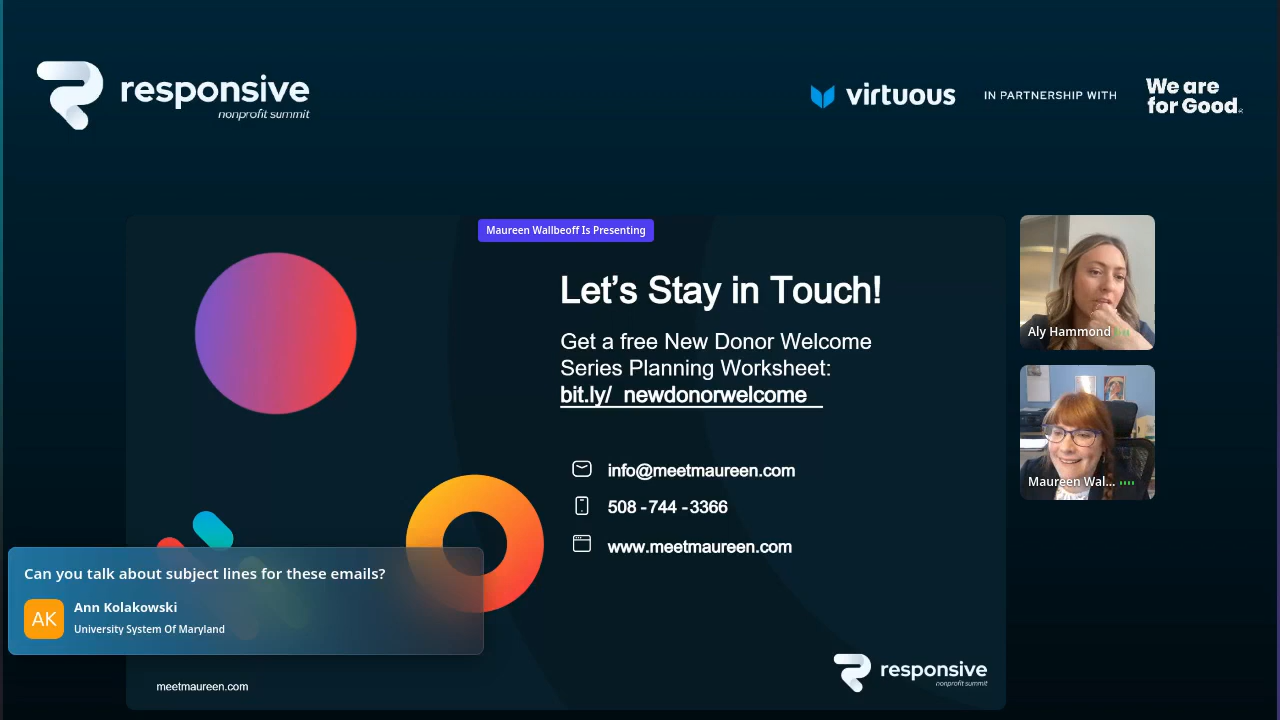 responsive
nonprofit summit
virtuous
IN PARTNERSHIP WITH
We are
for Good.
Maureen Wallbeoff Is Presenting
Let's Stay in Touch!
Get a free New Donor Welcome
Series Planning Worksheet:
bit.ly/ newdonorwelcome
info@meetmaureen.com
508 -744 -3366
www.meetmaureen.com
Aly Hammond
Maureen Wal...
Can you talk about subject lines for these emails?
AK
Ann Kolakowski
University System Of Maryland
meetmaureen.com
responsive
nonprofit summit